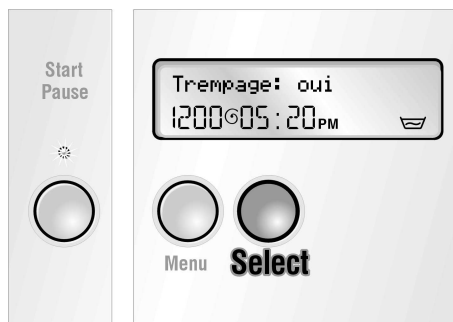 Start
Pause
Trempage: oui
1200 05:20PM
Menu
Select